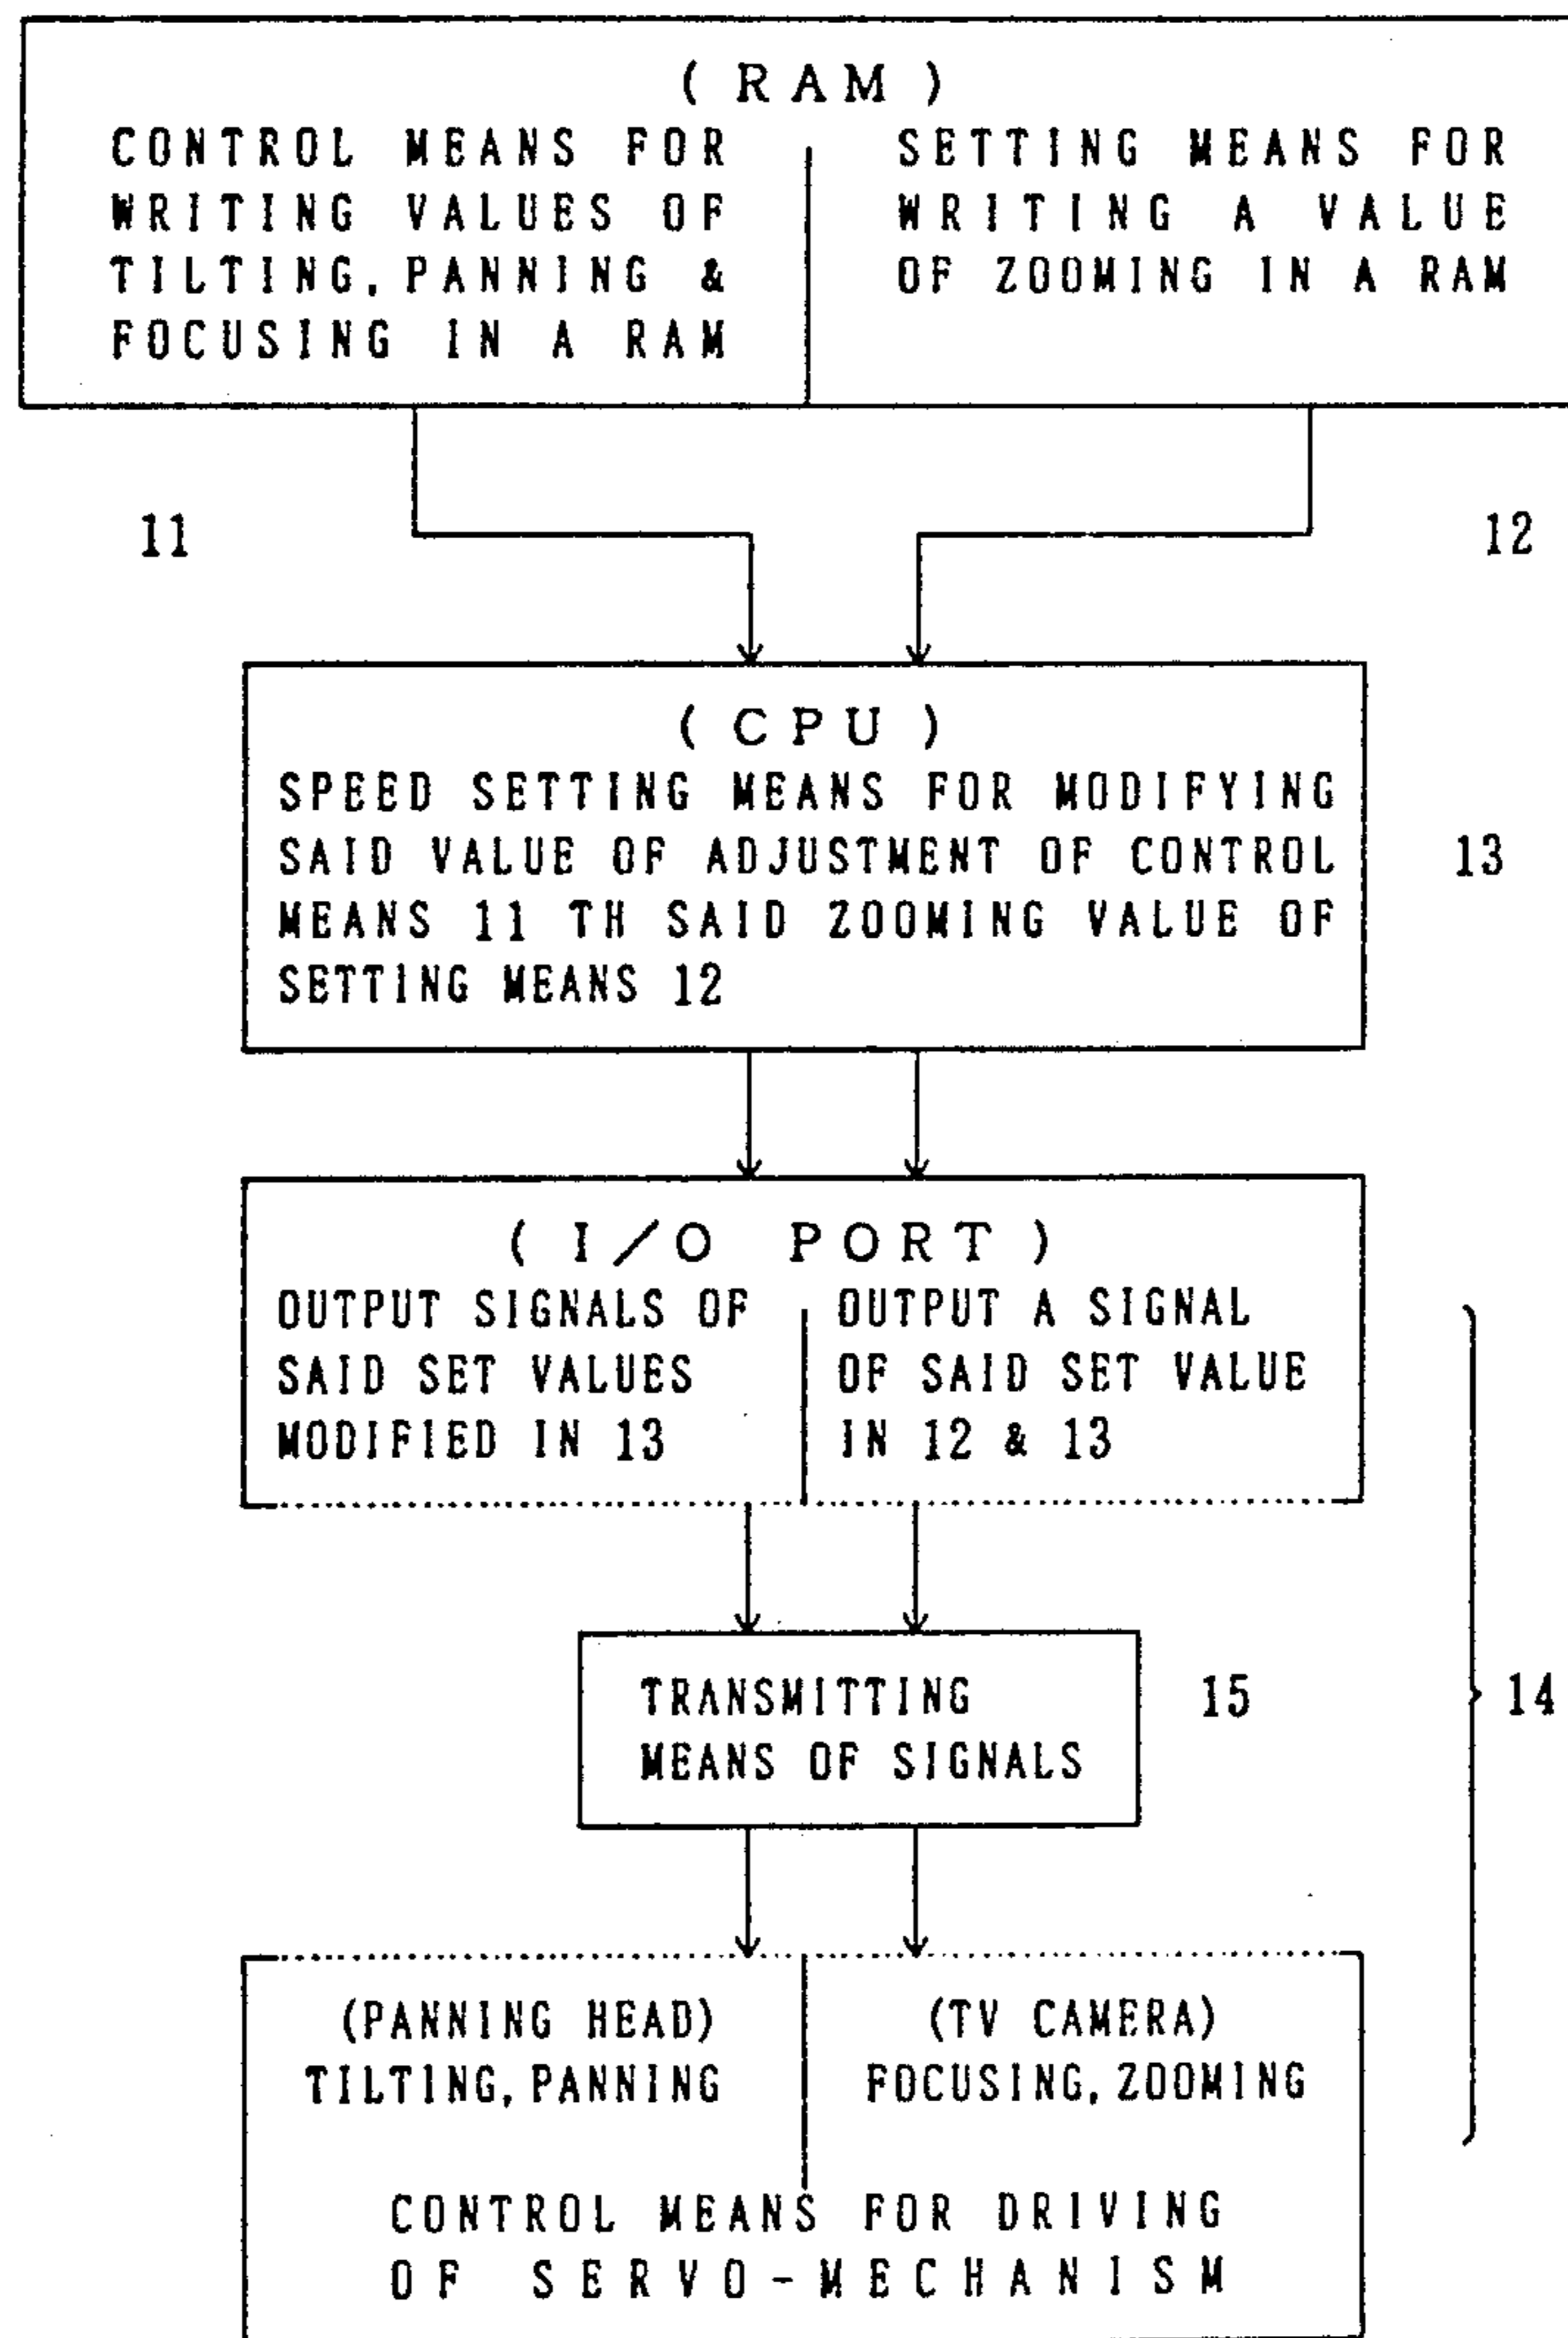 ( RAM )
CONTROL MEANS FOR
WRITING VALUES OF
TILTING, PANNING &
FOCUSING IN A RAM
SETTING MEANS FOR
WRITING A VALUE
OF ZOOMING IN A RAM
11
12
( CPU )
SPEED SETTING MEANS FOR MODIFYING
SAID VALUE OF ADJUSTMENT OF CONTROL
MEANS 11 TH SAID ZOOMING VALUE OF
SETTING MEANS 12
13
( I/O PORT )
OUTPUT SIGNALS OF
SAID SET VALUES
MODIFIED IN 13
OUTPUT A SIGNAL
OF SAID SET VALUE
IN 12 & 13
TRANSMITTING
MEANS OF SIGNALS
15
14
(PANNING HEAD)
TILTING, PANNING
(TV CAMERA)
FOCUSING, ZOOMING
CONTROL MEANS FOR DRIVING
OF SERVO-MECHANISM